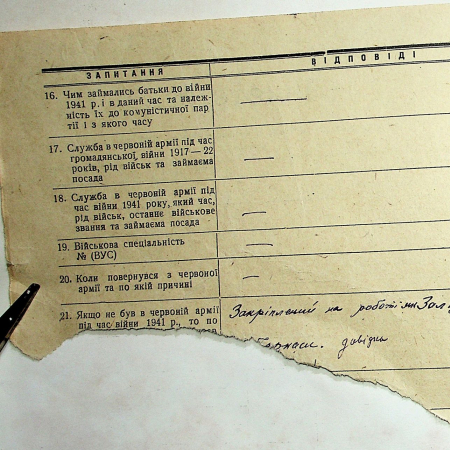 ЗАПИТАННЯ
ВІДПОВІДІ
16. Чим займались батьки до війни
1941 р. і в даний час та належ-
ність їх до комуністичної пар
тії і з якого часу
17. Служба в червоній армії під час
громадянської, війни 1917—22
років, рід військ та займаєма
посада
18. Служба в червоній армії під
час війни 1941 року, який час,
рід військ, останнє військове
звання та займаєма посада
19. Військова спеціальність
№ (ВУС)
20. Коли повернувся з червоної
армії та по якій причині
21. Якщо не був в червоній армії
під час війни 1941 р., то по
Закріплений на роботі
довідка